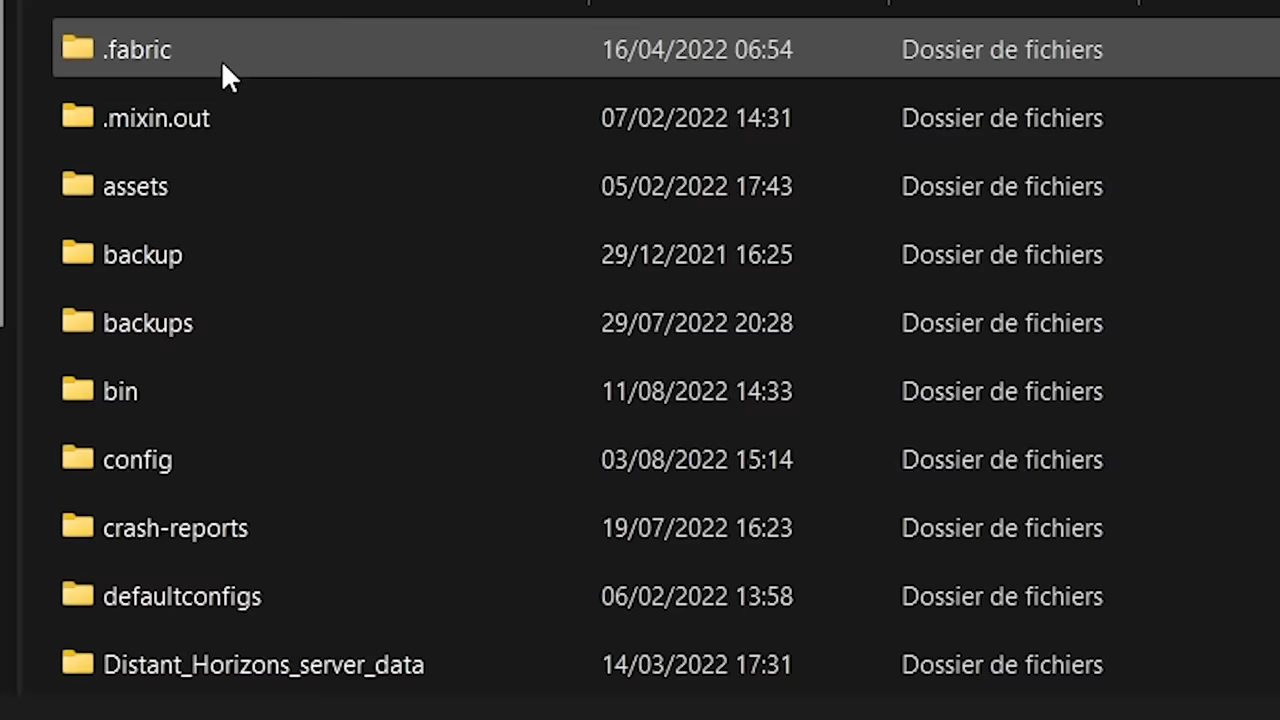 .fabric 16/04/2022 06:54 Dossier de fichiers
.mixin.out 07/02/2022 14:31 Dossier de fichiers
assets 05/02/2022 17:43 Dossier de fichiers
backup 29/12/2021 16:25 Dossier de fichiers
backups 29/07/2022 20:28 Dossier de fichiers
bin 11/08/2022 14:33 Dossier de fichiers
config 03/08/2022 15:14 Dossier de fichiers
crash-reports 19/07/2022 16:23 Dossier de fichiers
defaultconfigs 06/02/2022 13:58 Dossier de fichiers
Distant_Horizons_server_data 14/03/2022 17:31 Dossier de fichiers